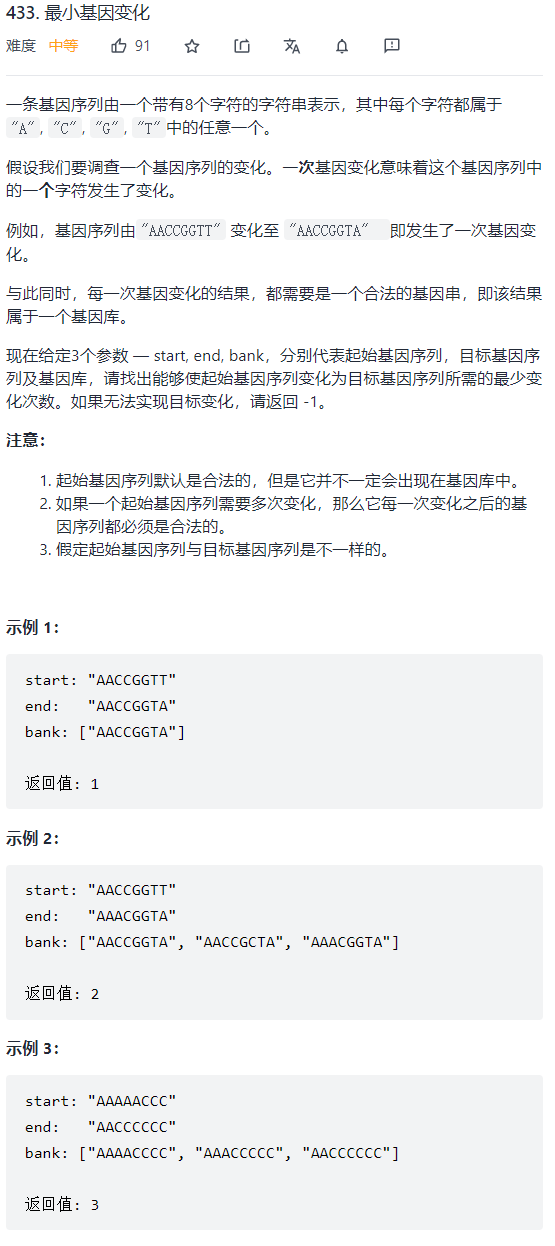 433. 最小基因变化
难度 中等 91
一条基因序列由一个带有8个字符的字符串表示，其中每个字符都属于
"A", "C", "G", "T"中的任意一个。
假设我们要调查一个基因序列的变化。一次基因变化意味着这个基因序列中
的一个字符发生了变化。
例如，基因序列由"AACCGGTT" 变化至 "AACCGGTA" 即发生了一次基因变
化。
与此同时，每一次基因变化的结果，都需要是一个合法的基因串，即该结果
属于一个基因库。
现在给定3个参数 — start, end, bank，分别代表起始基因序列，目标基因序
列及基因库，请找出能够使起始基因序列变化为目标基因序列所需的最少变
化次数。如果无法实现目标变化，请返回 -1。
注意：
1. 起始基因序列默认是合法的，但是它并不一定会出现在基因库中。
2. 如果一个起始基因序列需要多次变化，那么它每一次变化之后的基
因序列都必须是合法的。
3. 假定起始基因序列与目标基因序列是不一样的。
示例 1：
start: "AACCGGTT"
end:   "AACCGGTA"
bank: ["AACCGGTA"]
返回值: 1
示例 2：
start: "AACCGGTT"
end:   "AAACGGTA"
bank: ["AACCGGTA", "AACCGCTA", "AAACGGTA"]
返回值: 2
示例 3：
start: "AAAAACCC"
end:   "AACCCCCC"
bank: ["AAAACCCC", "AAACCCCC", "AACCCCCC"]
返回值: 3